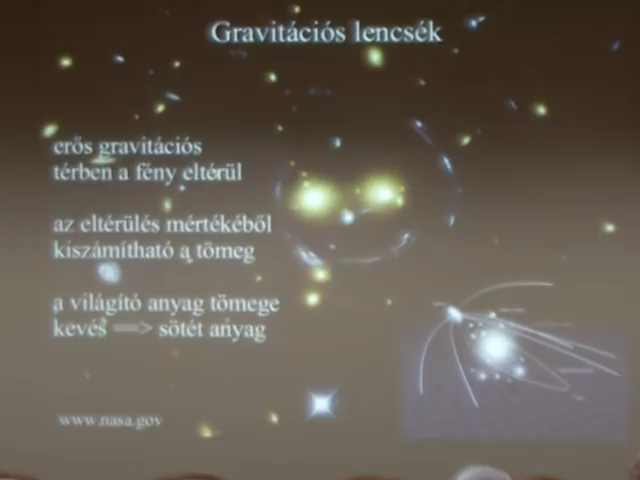 Gravitációs lencsék
erős gravitációs
térben a fény eltérül
az eltérülés mértékéből
kiszámítható a tömeg
a világító anyag tömege
kevés ==> sötét anyag
www.nasa.gov